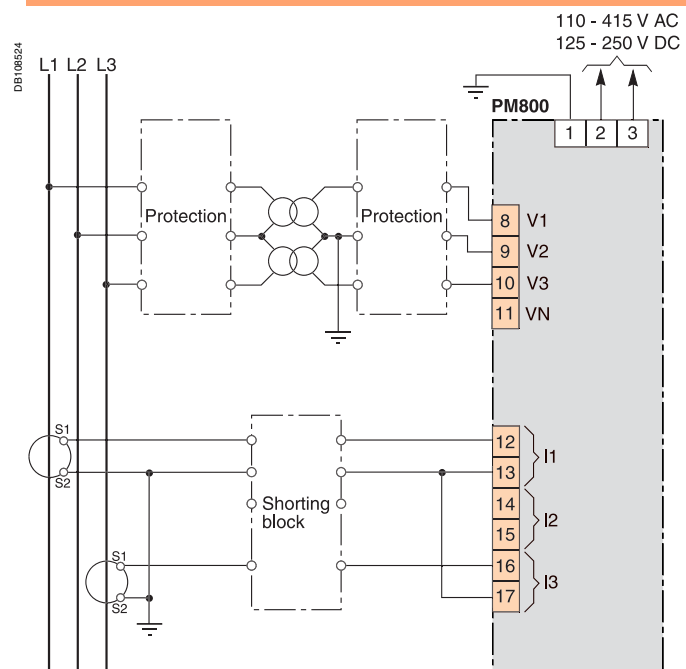 110 - 415 V AC
125 - 250 V DC
DB108524
L1 L2 L3
PM800
1 2 3
Protection
Protection
8 V1
9 V2
10 V3
11 VN
S1
S2
12
13
I1
Shorting
block
14
15
I2
S1
S2
16
17
I3